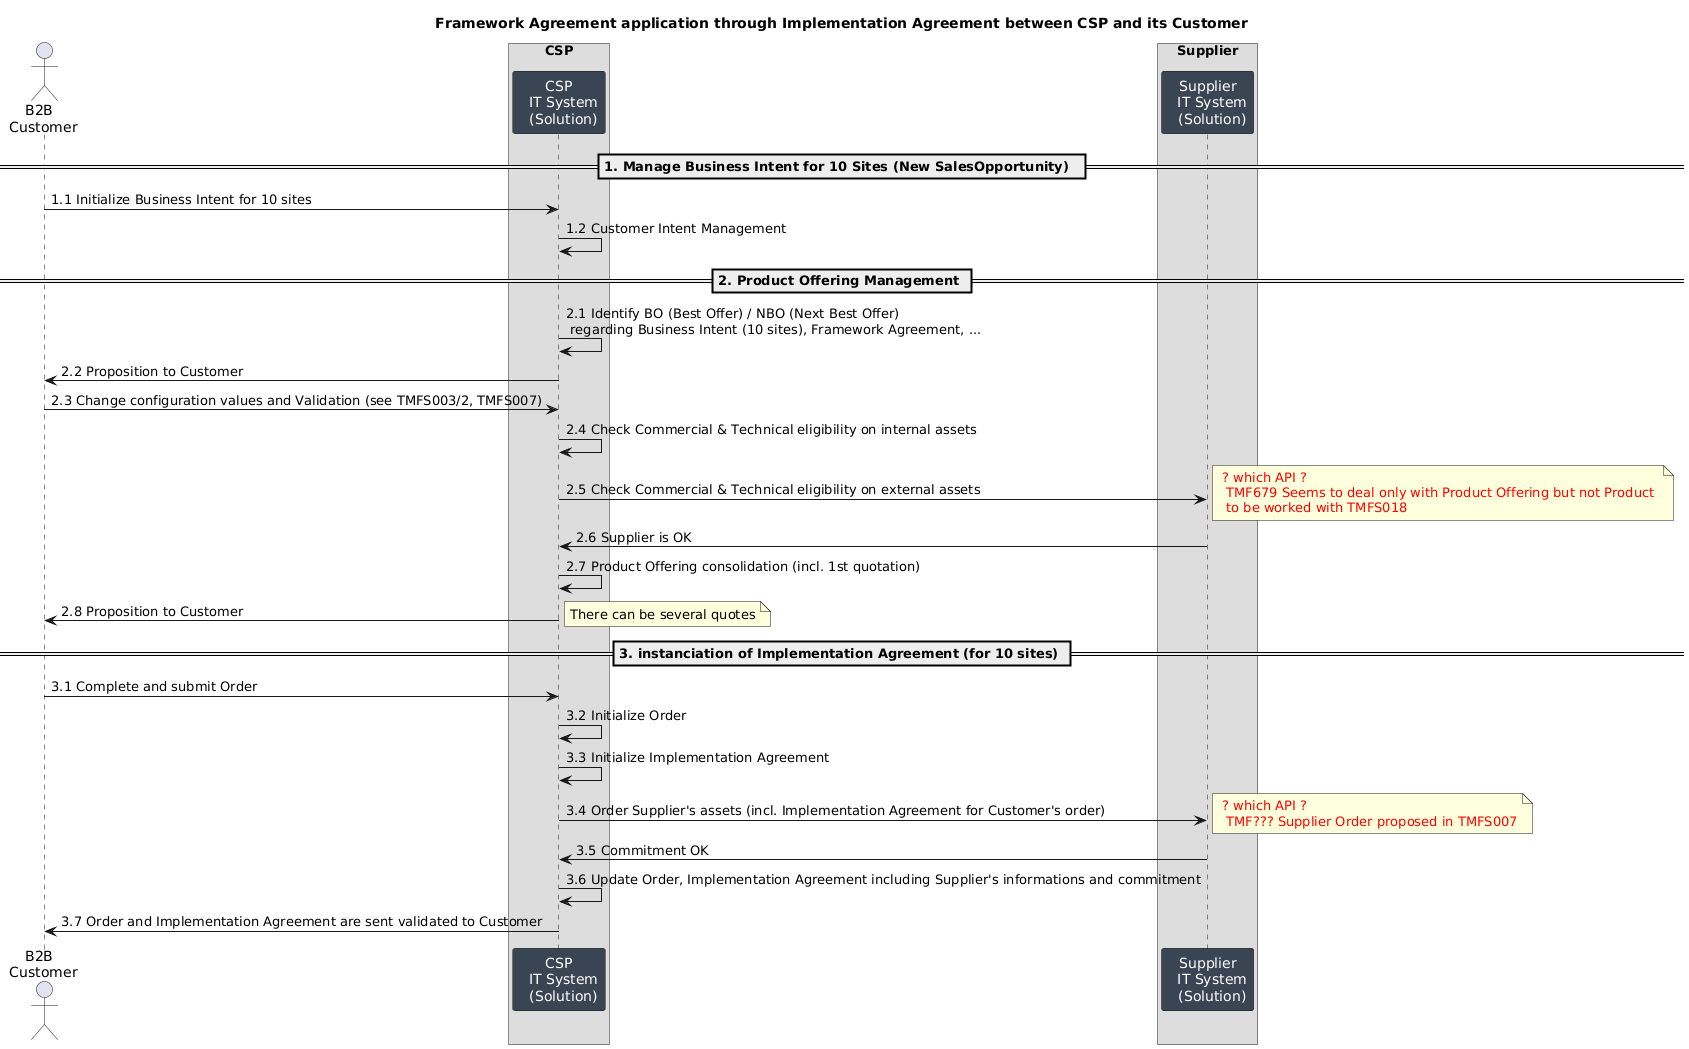 Framework Agreement application through Implementation Agreement between CSP and its Customer
CSP
Supplier
B2B
Customer
CSP
IT System
(Solution)
Supplier
IT System
(Solution)
1. Manage Business Intent for 10 Sites (New SalesOpportunity)
1.1 Initialize Business Intent for 10 sites
1.2 Customer Intent Management
2. Product Offering Management
2.1 Identify BO (Best Offer) / NBO (Next Best Offer)
regarding Business Intent (10 sites), Framework Agreement, ...
2.2 Proposition to Customer
2.3 Change configuration values and Validation (see TMFS003/2, TMFS007)
2.4 Check Commercial & Technical eligibility on internal assets
2.5 Check Commercial & Technical eligibility on external assets
? which API ?
TMF679 Seems to deal only with Product Offering but not Product
to be worked with TMFS018
2.6 Supplier is OK
2.7 Product Offering consolidation (incl. 1st quotation)
2.8 Proposition to Customer
There can be several quotes
3. instanciation of Implementation Agreement (for 10 sites)
3.1 Complete and submit Order
3.2 Initialize Order
3.3 Initialize Implementation Agreement
3.4 Order Supplier's assets (incl. Implementation Agreement for Customer's order)
? which API ?
TMF??? Supplier Order proposed in TMFS007
3.5 Commitment OK
3.6 Update Order, Implementation Agreement including Supplier's informations and commitment
3.7 Order and Implementation Agreement are sent validated to Customer
B2B
Customer
CSP
IT System
(Solution)
Supplier
IT System
(Solution)